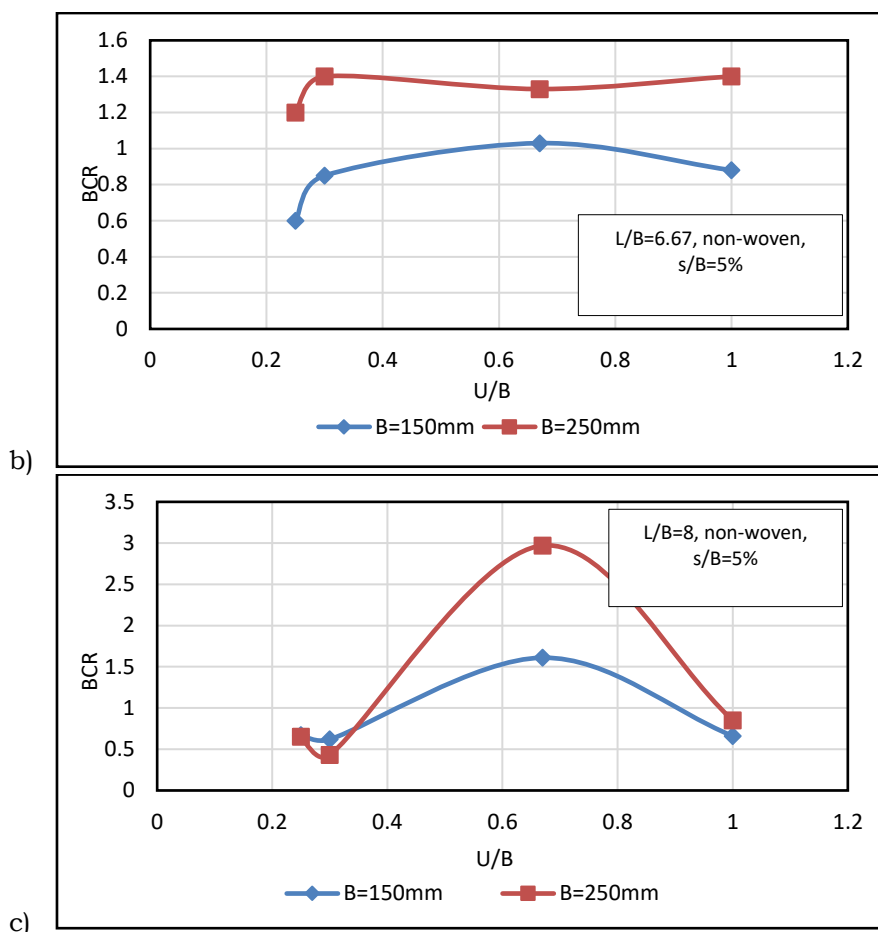 1.6
1.4
1.2
1
0.8
0.6
0.4
0.2
0
BCR
L/B=6.67, non-woven,
s/B=5%
0 0.2 0.4 0.6 0.8 1 1.2
U/B
B=150mm B=250mm
b)
3.5
3
2.5
2
1.5
1
0.5
0
BCR
L/B=8, non-woven,
s/B=5%
0 0.2 0.4 0.6 0.8 1 1.2
U/B
B=150mm B=250mm
c)